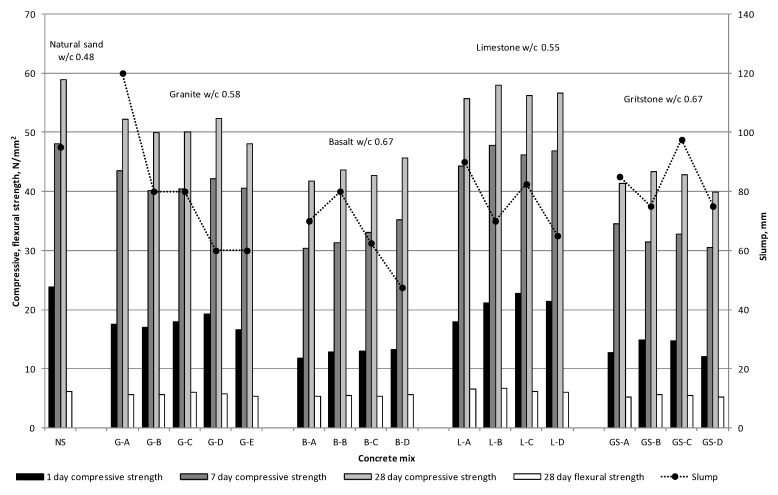 Natural sand
w/c 0.48
Granite w/c 0.58
Basalt w/c 0.67
Limestone w/c 0.55
Gritstone w/c 0.67
Compressive, flexural strength, N/mm²
70
60
50
40
30
20
10
0
Slump, mm
140
120
100
80
60
40
20
0
NS G-A G-B G-C G-D G-E B-A B-B B-C B-D L-A L-B L-C L-D GS-A GS-B GS-C GS-D
Concrete mix
1 day compressive strength 7 day compressive strength 28 day compressive strength 28 day flexural strength Slump